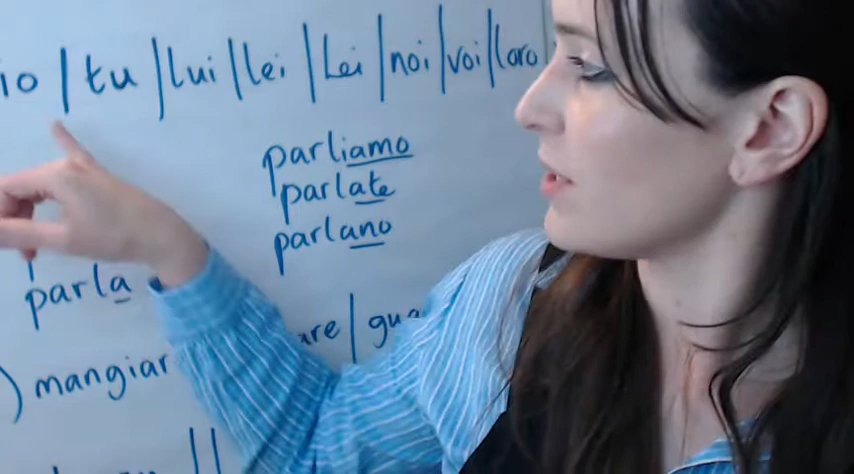 io | tu | lui | lei | Lei | noi | voi | loro
parliamo
parlate
parlano
parla
) mangiar
are | gua